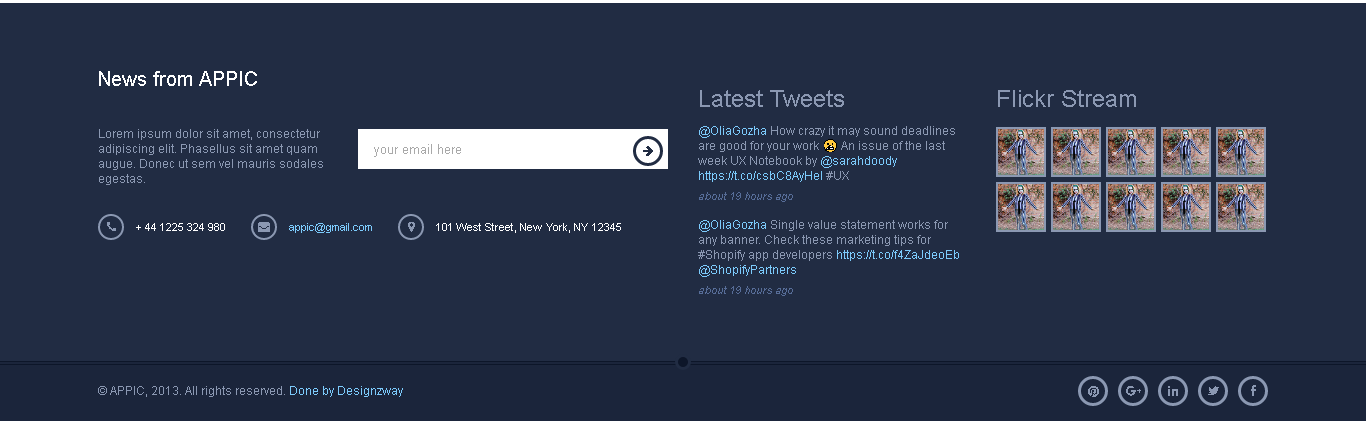 News from APPIC
Lorem ipsum dolor sit amet, consectetur
adipiscing elit. Phasellus sit amet quam
augue. Donec ut sem vel mauris sodales
egestas.
your email here
+ 44 1225 324 980
appic@gmail.com
101 West Street, New York, NY 12345
Latest Tweets
@OliaGozha How crazy it may sound deadlines
are good for your work 😲 An issue of the last
week UX Notebook by @sarahdoody
https://t.co/csbC8AyHeI #UX
about 19 hours ago
@OliaGozha Single value statement works for
any banner. Check these marketing tips for
#Shopify app developers https://t.co/f4ZaJdeoEb
@ShopifyPartners
about 19 hours ago
Flickr Stream
© APPIC, 2013. All rights reserved. Done by Designzway